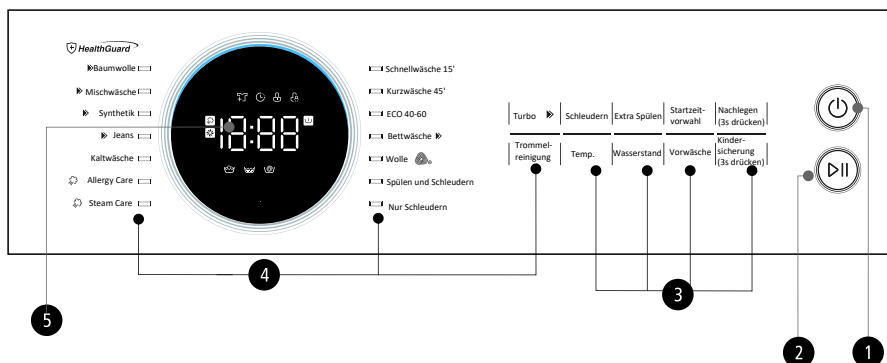 HealthGuard
Baumwolle
Mischwäsche
Synthetik
Jeans
Kaltwäsche
Allergy Care
Steam Care
18:88
Schnellwäsche 15'
Kurzwäsche 45'
ECO 40-60
Bettwäsche
Wolle
Spülen und Schleudern
Nur Schleudern
Turbo
Schleudern
Extra Spülen
Startzeit-
vorwahl
Nachlegen
(3s drücken)
Trommel-
reinigung
Temp.
Wasserstand
Vorwäsche
Kinder-
sicherung
(3s drücken)
4
3
5
2
1